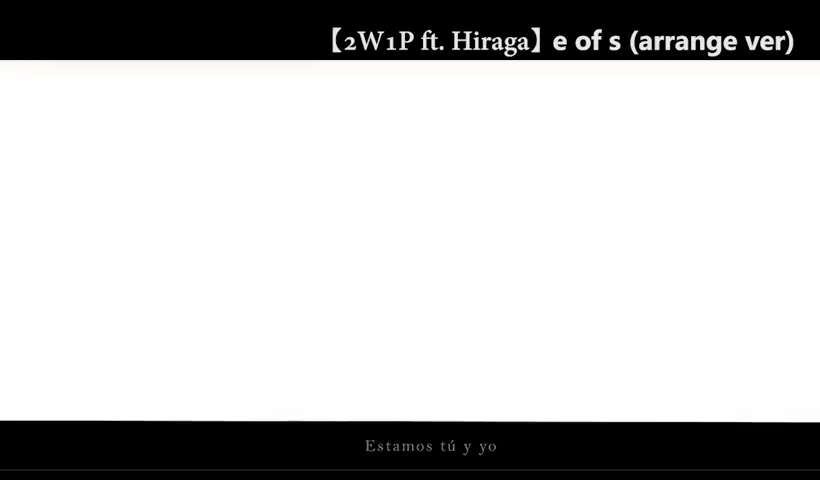 【2W1P ft. Hiraga】e of s (arrange ver)
Estamos tú y yo